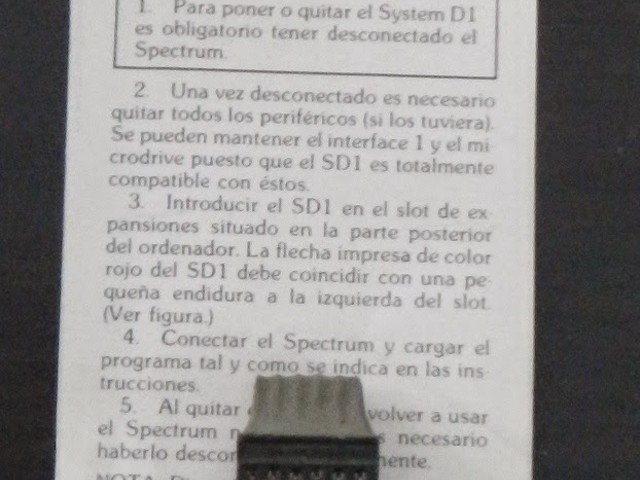 1. Para poner o quitar el System D1
es obligatorio tener desconectado el
Spectrum.
2. Una vez desconectado es necesario
quitar todos los periféricos (si los tuviera).
Se pueden mantener el interface 1 y el mi
crodrive puesto que el SD1 es totalmente
compatible con éstos.
3. Introducir el SD1 en el slot de ex
pansiones situado en la parte posterior
del ordenador. La flecha impresa de color
rojo del SD1 debe coincidir con una pe
queña endidura a la izquierda del slot.
(Ver figura.)
4. Conectar el Spectrum y cargar el
programa tal y como se indica en las ins
trucciones.
5. Al quitar volver a usar
el Spectrum necesario
haberlo
NOTA